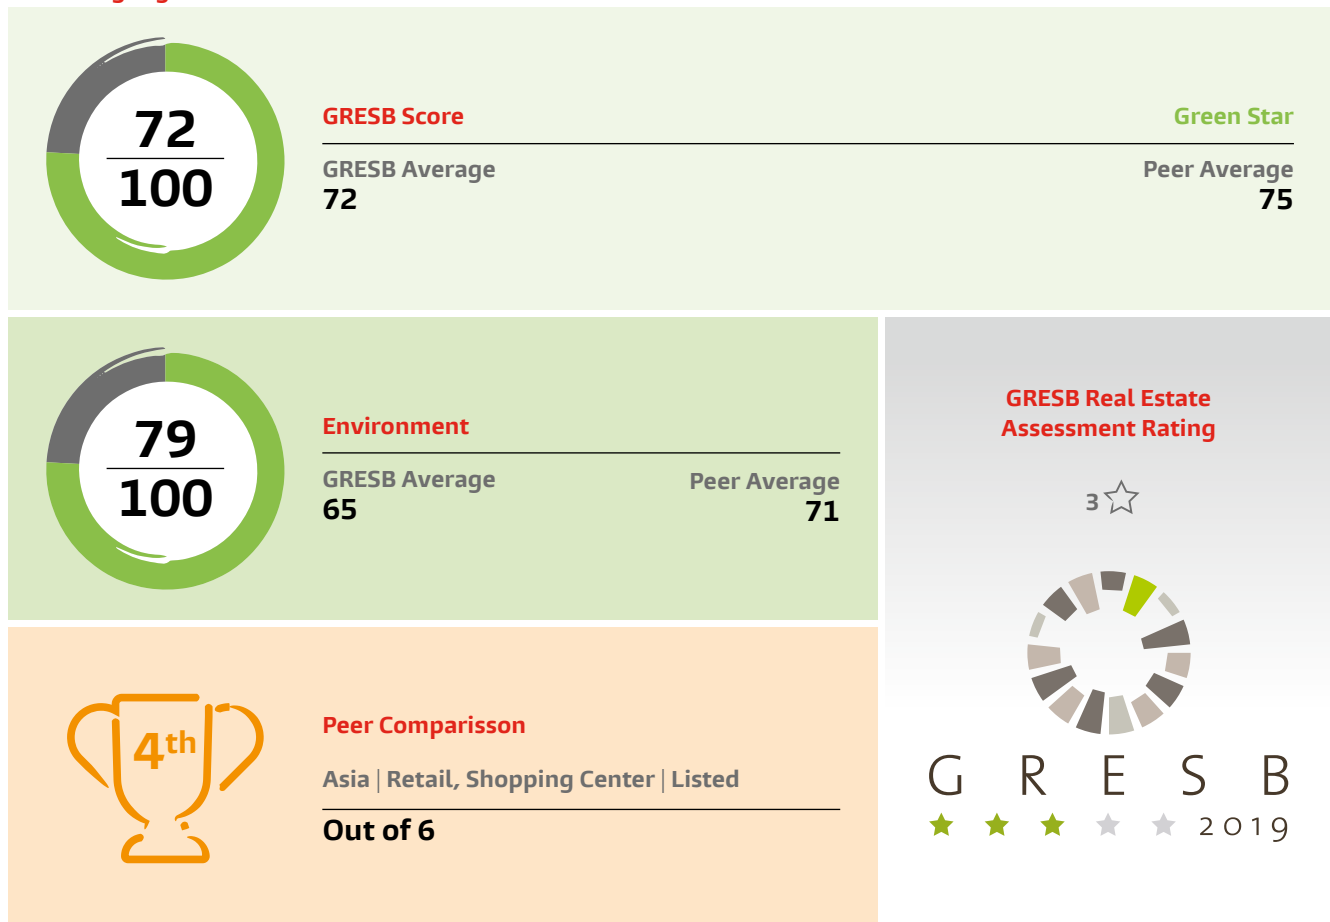 72
100
GRESB Score
Green Star
GRESB Average
Peer Average
72
75
79
100
Environment
GRESB Average
Peer Average
65
71
GRESB Real Estate
Assessment Rating
3
4th
Peer Comparisson
Asia | Retail, Shopping Center | Listed
Out of 6
G R E S B
2019